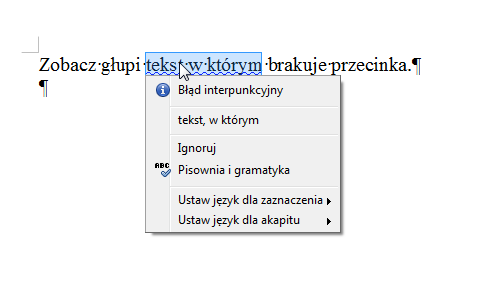 Zobacz głupi tekst w którym brakuje przecinka.¶
¶
Błąd interpunkcyjny
tekst, w którym
Ignoruj
ABC Pisownia i gramatyka
Ustaw język dla zaznaczenia
Ustaw język dla akapitu